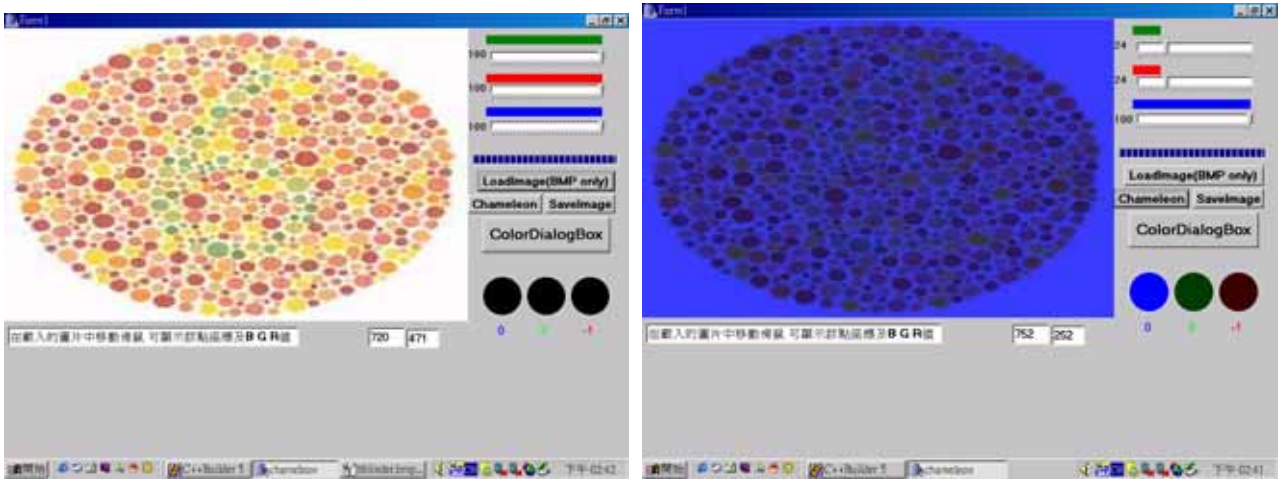 Form1
100
100
100
LoadImage(BMP only)
Chameleon SaveImage
ColorDialogBox
0 0 -1
在載入的圖片中移動滑鼠 可顯示該點座標及B G R值
720 471
開始 C++Builder 5 chameleon 下午 02:42
Form1
24
24
100
LoadImage(BMP only)
Chameleon SaveImage
ColorDialogBox
0 0 -1
在載入的圖片中移動滑鼠 可顯示該點座標及B G R值
752 252
開始 C++Builder 5 chameleon 下午 02:41